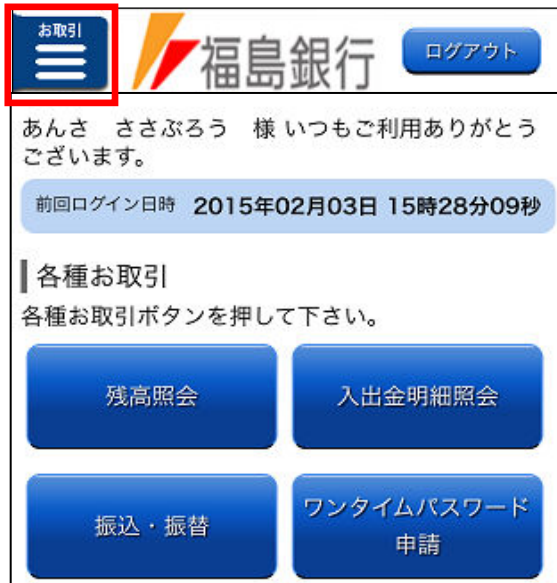 お取引
福島銀行
ログアウト
あんさ　ささぶろう　様 いつもご利用ありがとう
ございます。
前回ログイン日時 2015年02月03日 15時28分09秒
各種お取引
各種お取引ボタンを押して下さい。
残高照会
入出金明細照会
振込・振替
ワンタイムパスワード
申請